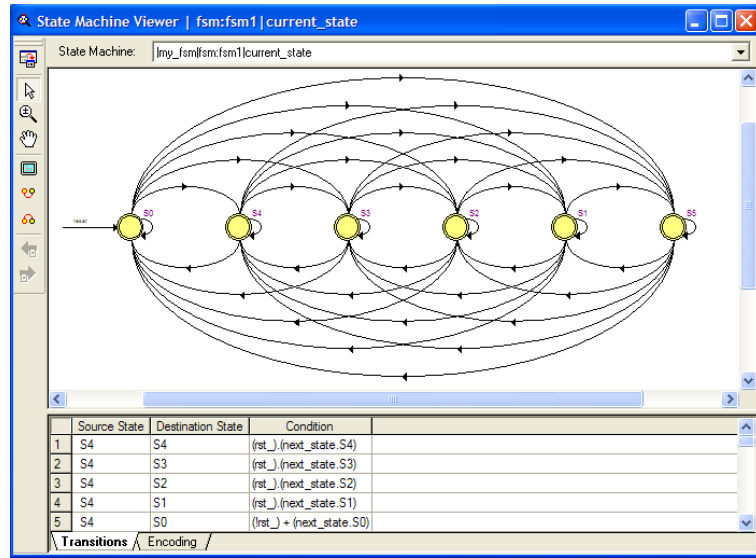 State Machine Viewer | fsm:fsm1|current_state
State Machine: |my_fsm|fsm:fsm1|current_state
S0 S4 S3 S2 S1 S5
Source State Destination State Condition
1 S4 S4 (rst_).(next_state.S4)
2 S4 S3 (rst_).(next_state.S3)
3 S4 S2 (rst_).(next_state.S2)
4 S4 S1 (rst_).(next_state.S1)
5 S4 S0 (!rst_) + (next_state.S0)
Transitions Encoding